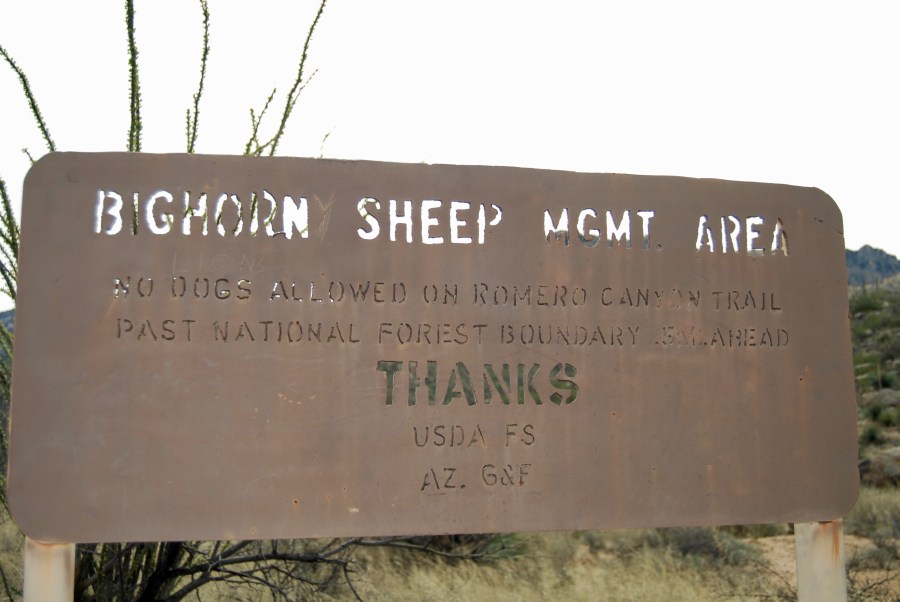 BIGHORN SHEEP MGMT. AREA
NO DOGS ALLOWED ON ROMERO CANYON TRAIL
PAST NATIONAL FOREST BOUNDARY .5MI.AHEAD
THANKS
USDA FS
AZ. G&F